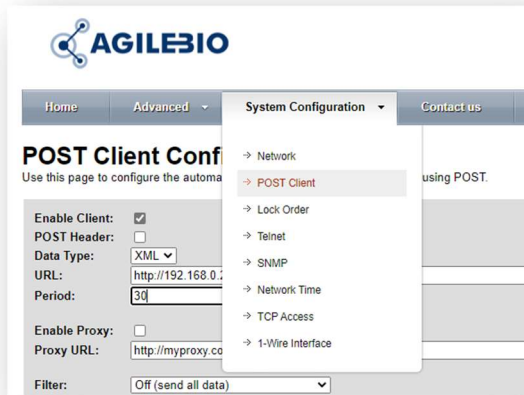 AGILEBIO
Home Advanced System Configuration Contact us
POST Client Conf
Use this page to configure the automa using POST.
→ Network
→ POST Client
→ Lock Order
→ Telnet
→ SNMP
→ Network Time
→ TCP Access
→ 1-Wire Interface
Enable Client:
POST Header:
Data Type: XML
URL: http://192.168.0.2
Period: 30
Enable Proxy:
Proxy URL: http://myproxy.co
Filter: Off (send all data)